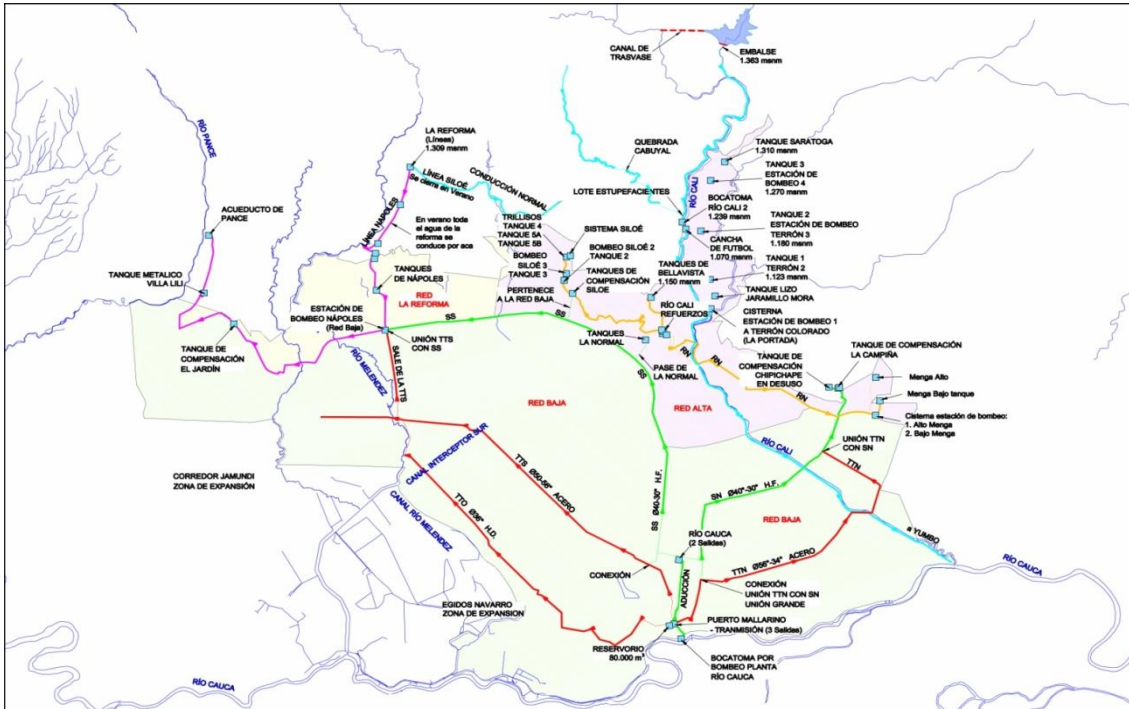 CANAL DE
TRASVASE
EMBALSE
1.363 msnm
RÍO PANCE
LA REFORMA
(Líneas)
1.309 msnm
LÍNEA SILOÉ
Se cierra en Verano
CONDUCCIÓN NORMAL
QUEBRADA
CABUYAL
RÍO CALI
TANQUE SARATOGA
1.310 msnm
TANQUE 3
ESTACIÓN DE
BOMBEO 4
1.270 msnm
LOTE ESTUPEFACIENTES
BOCATOMA
RÍO CALI 2
1.239 msnm
TANQUE 2
ESTACIÓN DE BOMBEO
TERRÓN 3
1.180 msnm
CANCHA
DE FUTBOL
1.070 msnm
ACUEDUCTO DE
PANCE
LÍNEA NAPOLES
En verano toda
el agua de la
reforma se
conduce por aca
TRILLISOS
TANQUE 4
TANQUE 5A
TANQUE 5B
SISTEMA SILOÉ
BOMBEO
SILOÉ 3
TANQUE 3
BOMBEO SILOÉ 2
TANQUE 2
TANQUES DE
COMPENSACIÓN
SILOE
TANQUES DE
BELLAVISTA
1.150 msnm
TANQUE 1
TERRÓN 2
1.123 msnm
TANQUE LIZO
JARAMILLO MORA
TANQUE METALICO
VILLA LILI
TANQUES
DE NÁPOLES
RED
LA REFORMA
PERTENECE
A LA RED BAJA
RÍO CALI
REFUERZOS
CISTERNA
ESTACIÓN DE BOMBEO 1
A TERRÓN COLORADO
(LA PORTADA)
ESTACIÓN DE
BOMBEO NÁPOLES
(Red Baja)
SS
SS
UNIÓN TTS
CON SS
TANQUES
LA NORMAL
RN
RN
RN
TANQUE DE
COMPENSACIÓN
EL JARDÍN
SALE DE LA TTS
RÍO MELENDEZ
SS
PASE DE
LA NORMAL
TANQUE DE
COMPENSACIÓN
CHIPICHAPE
EN DESUSO
TANQUE DE COMPENSACIÓN
LA CAMPIÑA
Menga Alto
Menga Bajo tanque
Cisterna estación de bombeo:
1. Alto Menga
2. Bajo Menga
RED BAJA
RED ALTA
RÍO CALI
UNIÓN TTN
CON SN
TTN
CANAL INTERCEPTOR SUR
TTS Ø50-56" ACERO
CORREDOR JAMUNDI
ZONA DE EXPANSIÓN
CANAL RÍO MELENDEZ
TTO Ø36" H.D.
SS Ø40-30" H.F.
SN Ø40"-30" H.F.
RED BAJA
a YUMBO
RÍO CAUCA
(2 Salidas)
TTN Ø56"-34" ACERO
RÍO CAUCA
CONEXIÓN
ADUCCIÓN
CONEXIÓN
UNIÓN TTN CON SN
UNIÓN GRANDE
EGIDOS NAVARRO
ZONA DE EXPANSION
PUERTO MALLARINO
- TRANMISIÓN (3 Salidas)
RESERVORIO
80.000 m³
BOCATOMA POR
BOMBEO PLANTA
RÍO CAUCA
RÍO CAUCA